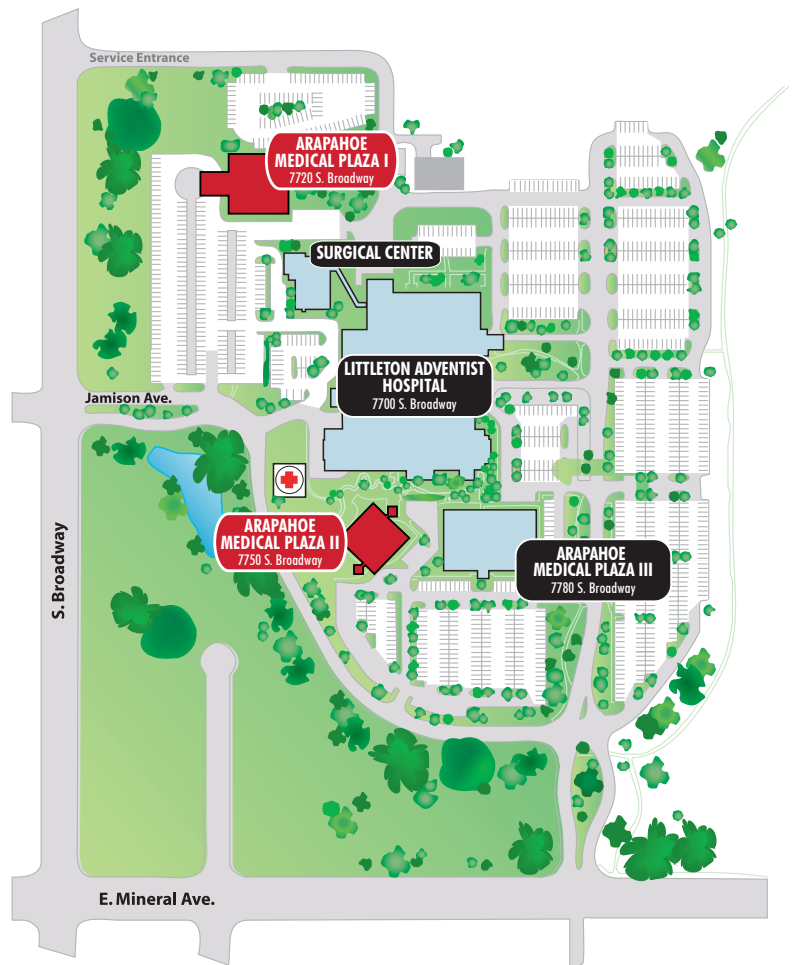 Service Entrance
ARAPAHOE
MEDICAL PLAZA I
7720 S. Broadway
SURGICAL CENTER
LITTLETON ADVENTIST
HOSPITAL
7700 S. Broadway
Jamison Ave.
ARAPAHOE
MEDICAL PLAZA II
7750 S. Broadway
ARAPAHOE
MEDICAL PLAZA III
7780 S. Broadway
S. Broadway
E. Mineral Ave.